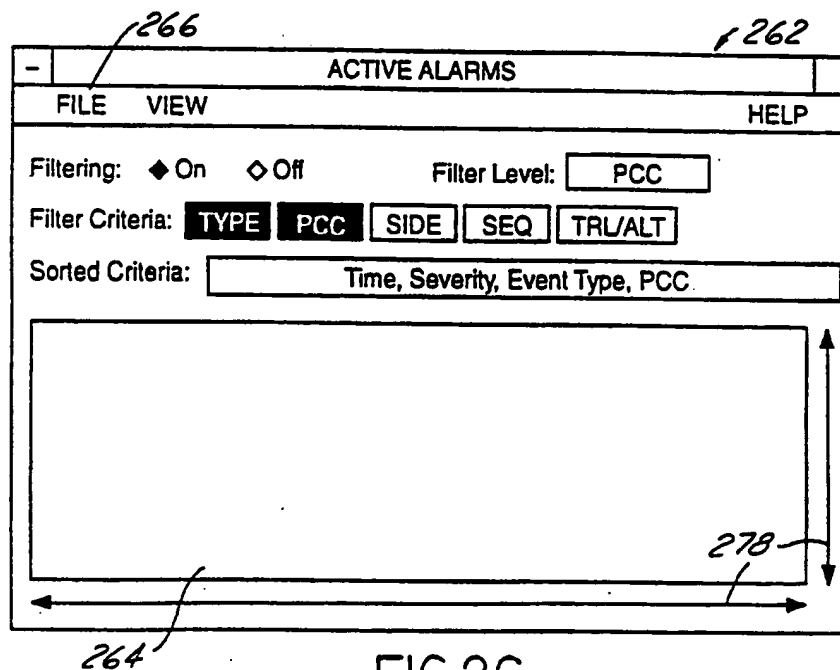 266
262
-
ACTIVE ALARMS
FILE VIEW HELP
Filtering: ◆ On ◇ Off Filter Level: PCC
Filter Criteria: TYPE PCC SIDE SEQ TRL/ALT
Sorted Criteria: Time, Severity, Event Type, PCC
278
264